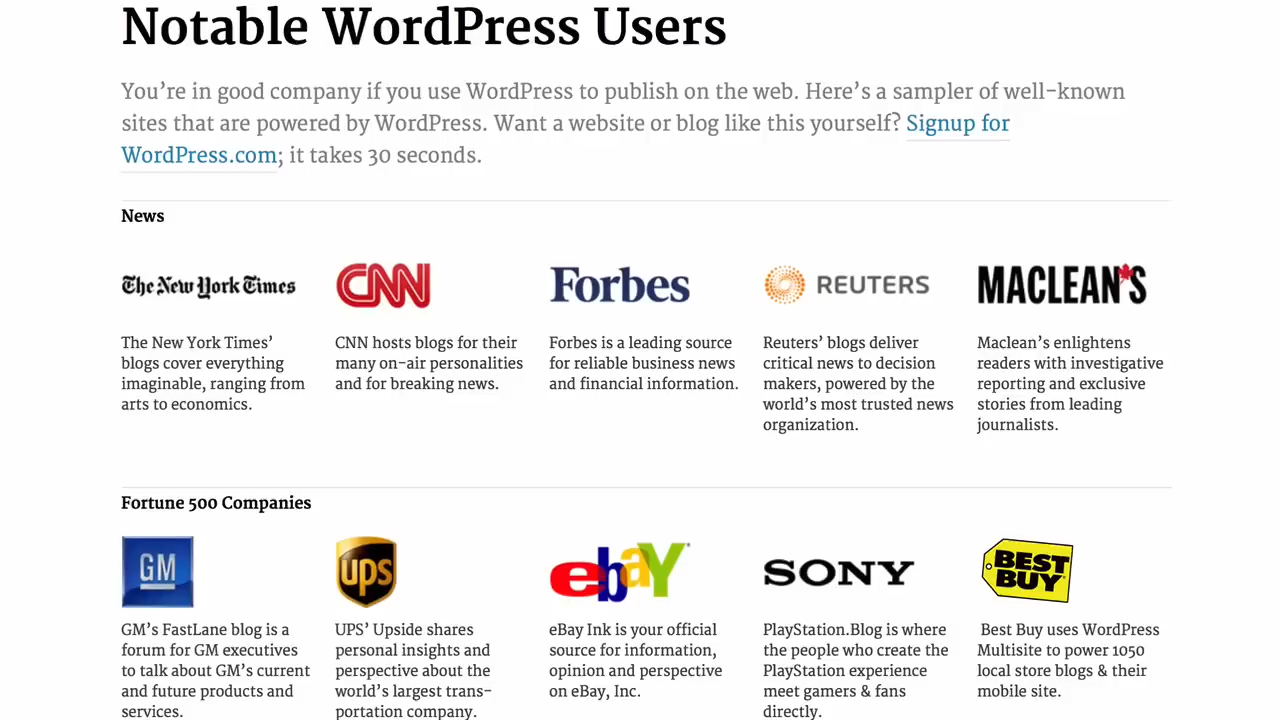 Notable WordPress Users
You're in good company if you use WordPress to publish on the web. Here's a sampler of well-known
sites that are powered by WordPress. Want a website or blog like this yourself? Signup for
WordPress.com; it takes 30 seconds.
News
The New York Times
The New York Times'
blogs cover everything
imaginable, ranging from
arts to economics.
CNN
CNN hosts blogs for their
many on-air personalities
and for breaking news.
Forbes
Forbes is a leading source
for reliable business news
and financial information.
REUTERS
Reuters' blogs deliver
critical news to decision
makers, powered by the
world's most trusted news
organization.
MACLEAN'S
Maclean's enlightens
readers with investigative
reporting and exclusive
stories from leading
journalists.
Fortune 500 Companies
GM
GM's FastLane blog is a
forum for GM executives
to talk about GM's current
and future products and
services.
ups
UPS' Upside shares
personal insights and
perspective about the
world's largest trans-
portation company.
ebaY
eBay Ink is your official
source for information,
opinion and perspective
on eBay, Inc.
SONY
PlayStation.Blog is where
the people who create the
PlayStation experience
meet gamers & fans
directly.
BEST
BUY
Best Buy uses WordPress
Multisite to power 1050
local store blogs & their
mobile site.